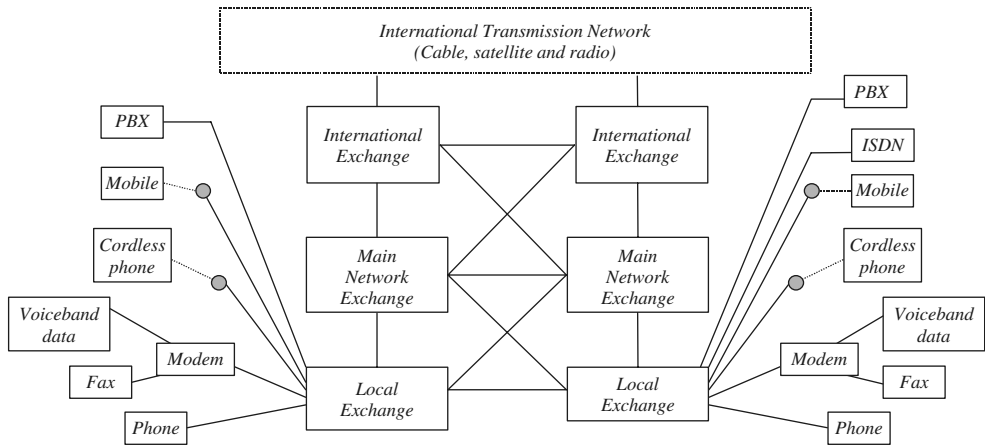 International Transmission Network
(Cable, satellite and radio)
PBX
Mobile
Cordless
phone
Voiceband
data
Modem
Fax
Phone
International
Exchange
Main
Network
Exchange
Local
Exchange
International
Exchange
Main
Network
Exchange
Local
Exchange
PBX
ISDN
Mobile
Cordless
phone
Voiceband
data
Modem
Fax
Phone